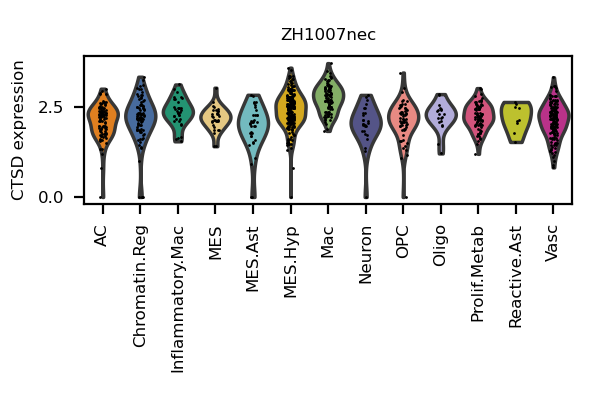 ZH1007nec
CTSD expression
2.5
0.0
AC
Chromatin.Reg
Inflammatory.Mac
MES
MES.Ast
MES.Hyp
Mac
Neuron
OPC
Oligo
Prolif.Metab
Reactive.Ast
Vasc